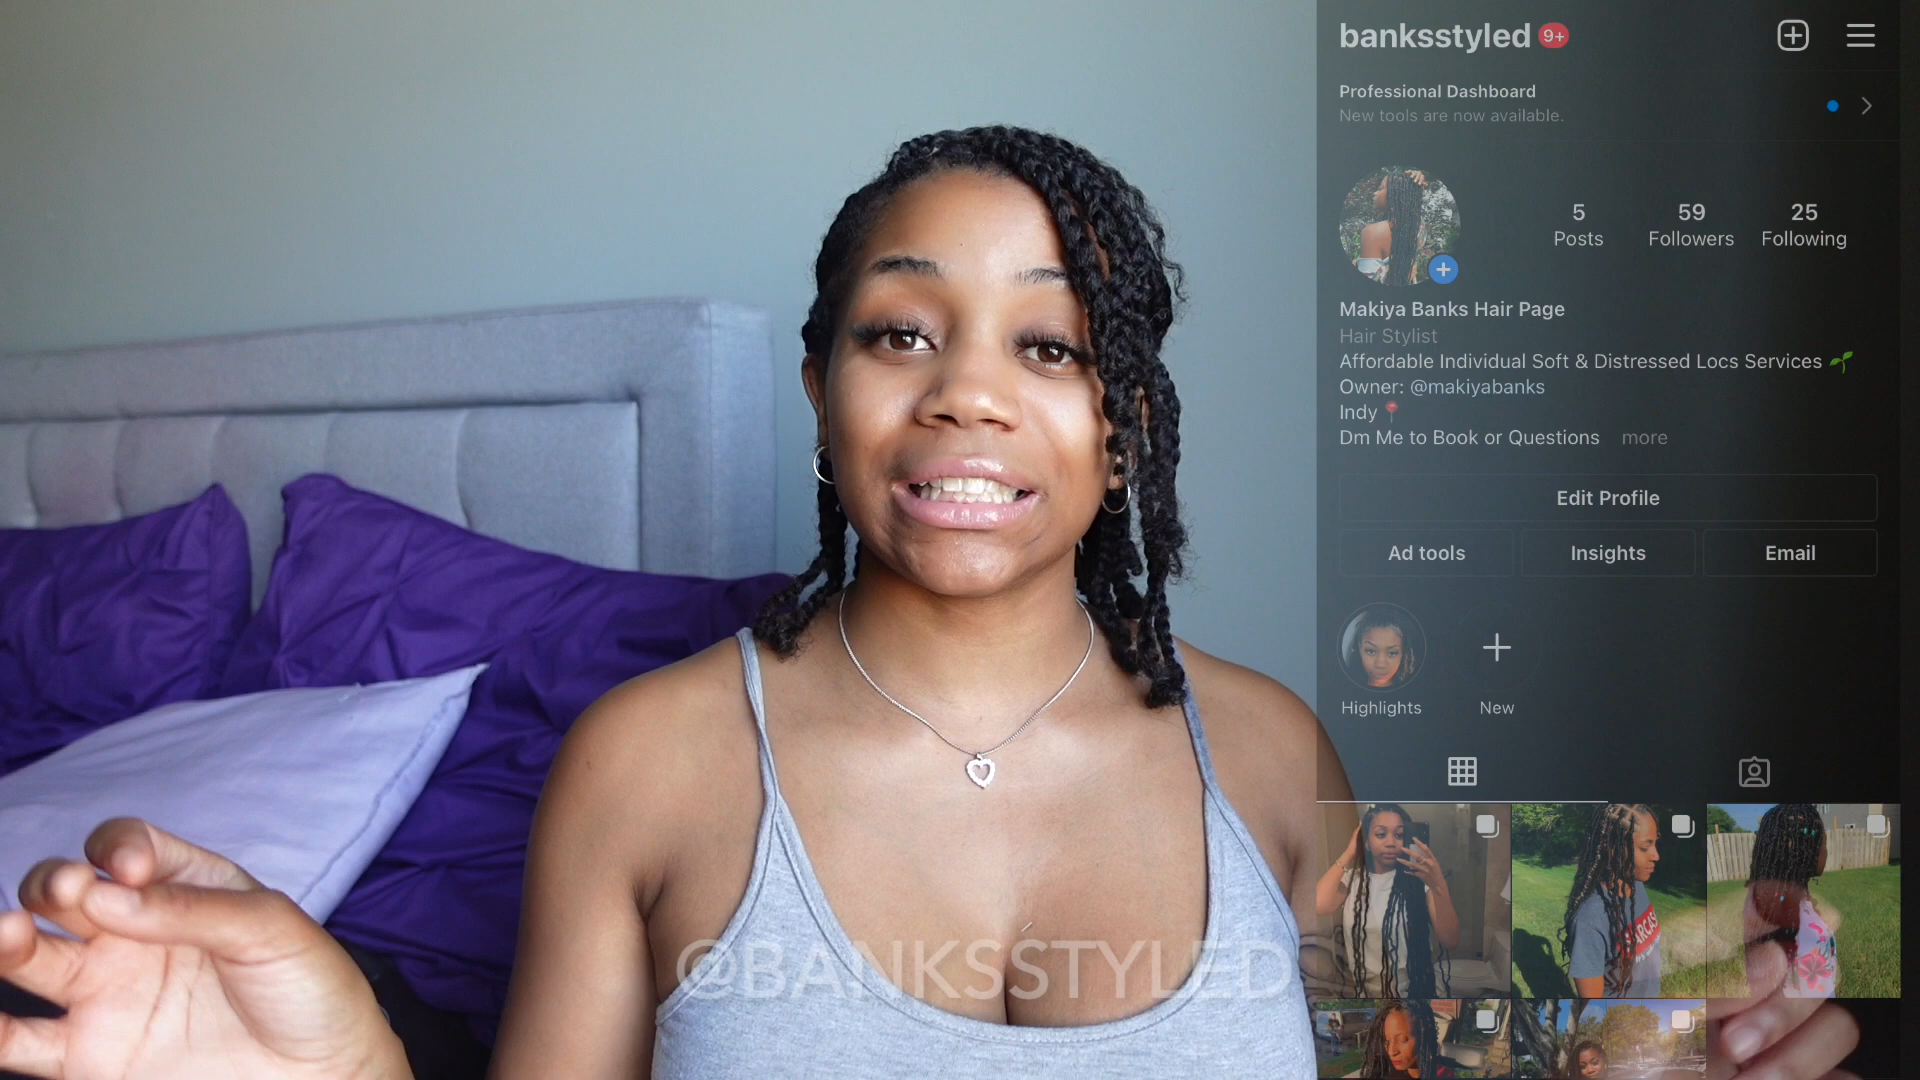 banksstyled 9+
Professional Dashboard
New tools are now available.
5 59 25
Posts Followers Following
Makiya Banks Hair Page
Hair Stylist
Affordable Individual Soft & Distressed Locs Services
Owner: @makiyabanks
Indy
Dm Me to Book or Questions more
Edit Profile
Ad tools Insights Email
Highlights New
@BANKSSTYLED